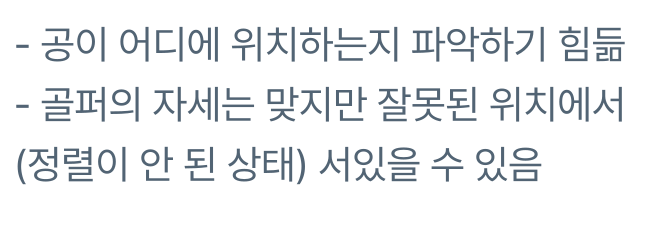 - 공이 어디에 위치하는지 파악하기 힘듦
- 골퍼의 자세는 맞지만 잘못된 위치에서
(정렬이 안 된 상태) 서있을 수 있음